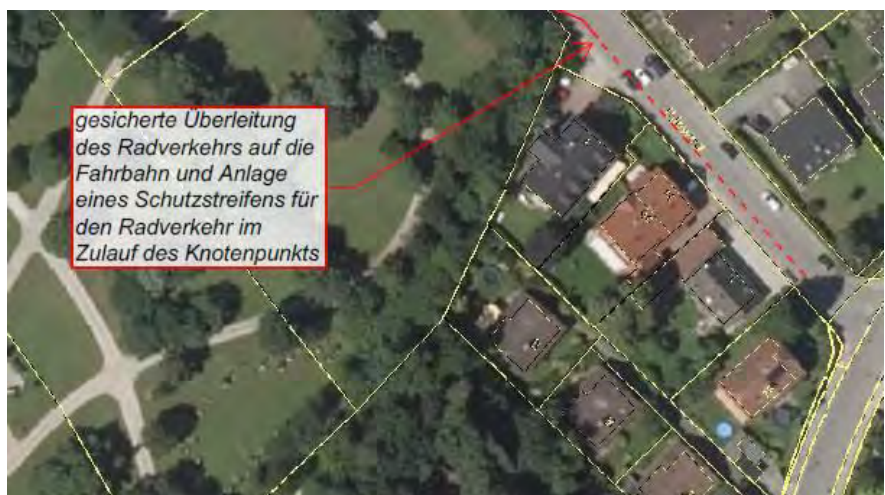 gesicherte Überleitung
des Radverkehrs auf die
Fahrbahn und Anlage
eines Schutzstreifens für
den Radverkehr im
Zulauf des Knotenpunkts